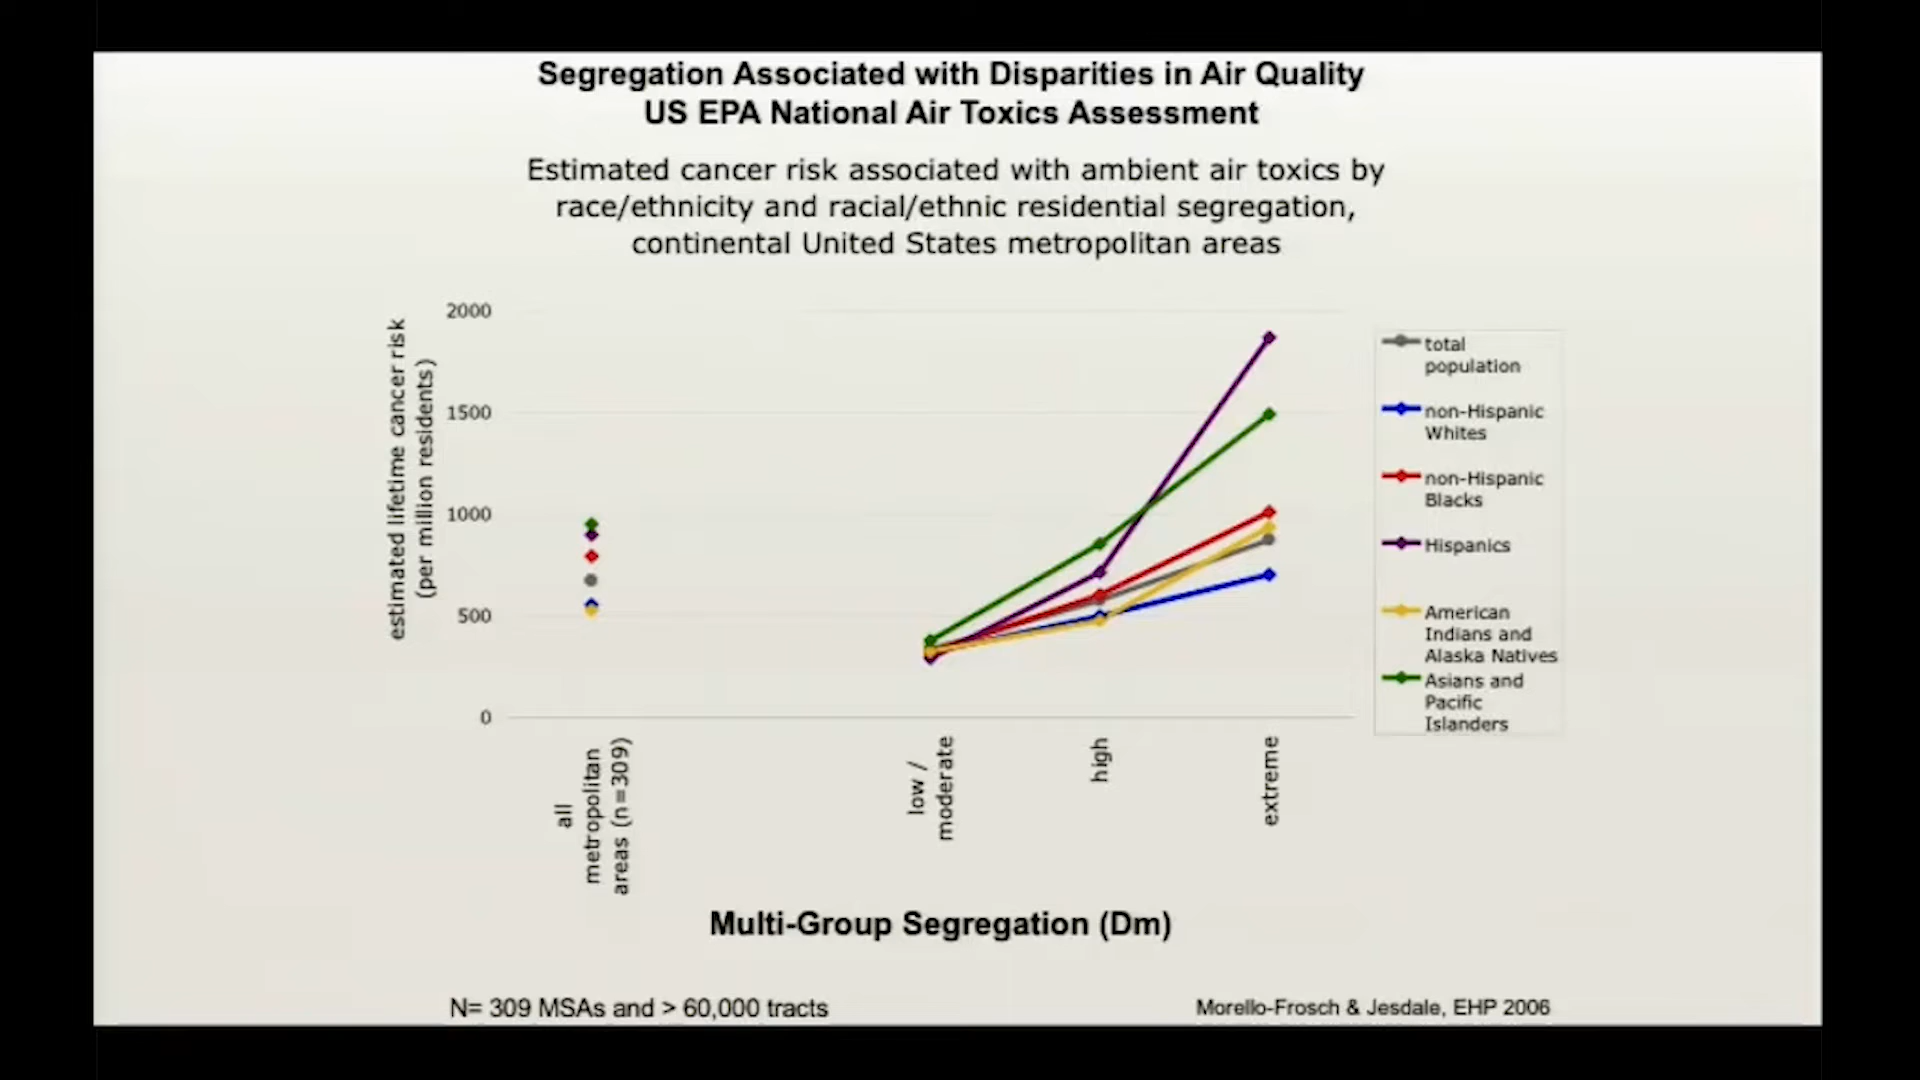 Segregation Associated with Disparities in Air Quality
US EPA National Air Toxics Assessment
Estimated cancer risk associated with ambient air toxics by
race/ethnicity and racial/ethnic residential segregation,
continental United States metropolitan areas
estimated lifetime cancer risk
(per million residents)
2000
1500
1000
500
0
all
metropolitan
areas (n=309)
low /
moderate
high
extreme
total
population
non-Hispanic
Whites
non-Hispanic
Blacks
Hispanics
American
Indians and
Alaska Natives
Asians and
Pacific
Islanders
Multi-Group Segregation (Dm)
N= 309 MSAs and > 60,000 tracts
Morello-Frosch & Jesdale, EHP 2006